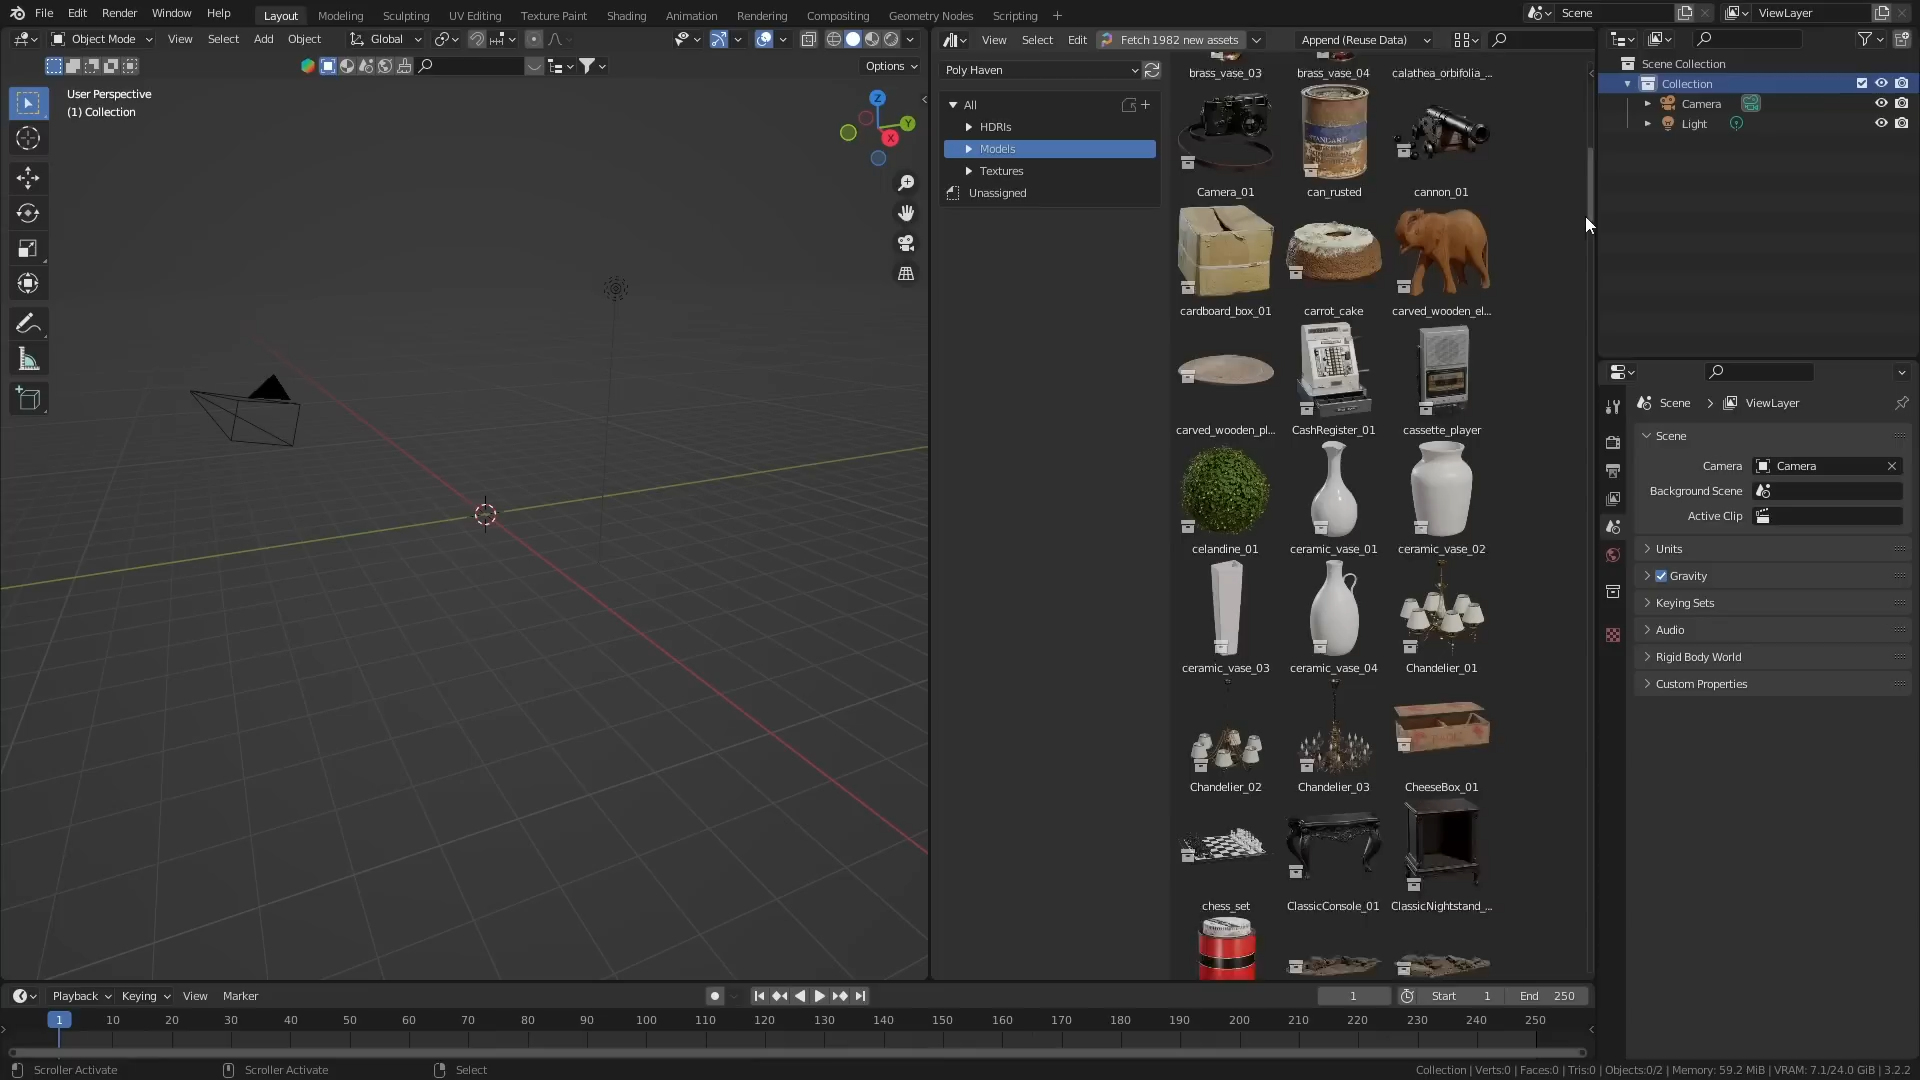 File Edit Render Window Help Layout Modeling Sculpting UV Editing Texture Paint Shading Animation Rendering Compositing Geometry Nodes Scripting Scene ViewLayer
Object Mode View Select Add Object Global
View Select Edit Fetch 1982 new assets Append (Reuse Data)
Options
User Perspective
(1) Collection
Z
Y
X
Poly Haven
All
HDRIs
Models
Textures
Unassigned
brass_vase_03 brass_vase_04 calathea_orbifolia_...
STANDARD
Camera_01 can_rusted cannon_01
cardboard_box_01 carrot_cake carved_wooden_el...
carved_wooden_pl... CashRegister_01 cassette_player
celandine_01 ceramic_vase_01 ceramic_vase_02
ceramic_vase_03 ceramic_vase_04 Chandelier_01
Chandelier_02 Chandelier_03 CheeseBox_01
chess_set ClassicConsole_01 ClassicNightstand_...
Scene Collection
Collection
Camera
Light
Scene ViewLayer
Scene
Camera Camera
Background Scene
Active Clip
Units
Gravity
Keying Sets
Audio
Rigid Body World
Custom Properties
Playback Keying View Marker 1 Start 1 End 250
1 10 20 30 40 50 60 70 80 90 100 110 120 130 140 150 160 170 180 190 200 210 220 230 240 250
Scroller Activate Scroller Activate Select Collection | Verts:0 | Faces:0 | Tris:0 | Objects:0/2 | Memory: 59.2 MiB | VRAM: 7.1/24.0 GiB | 3.2.2